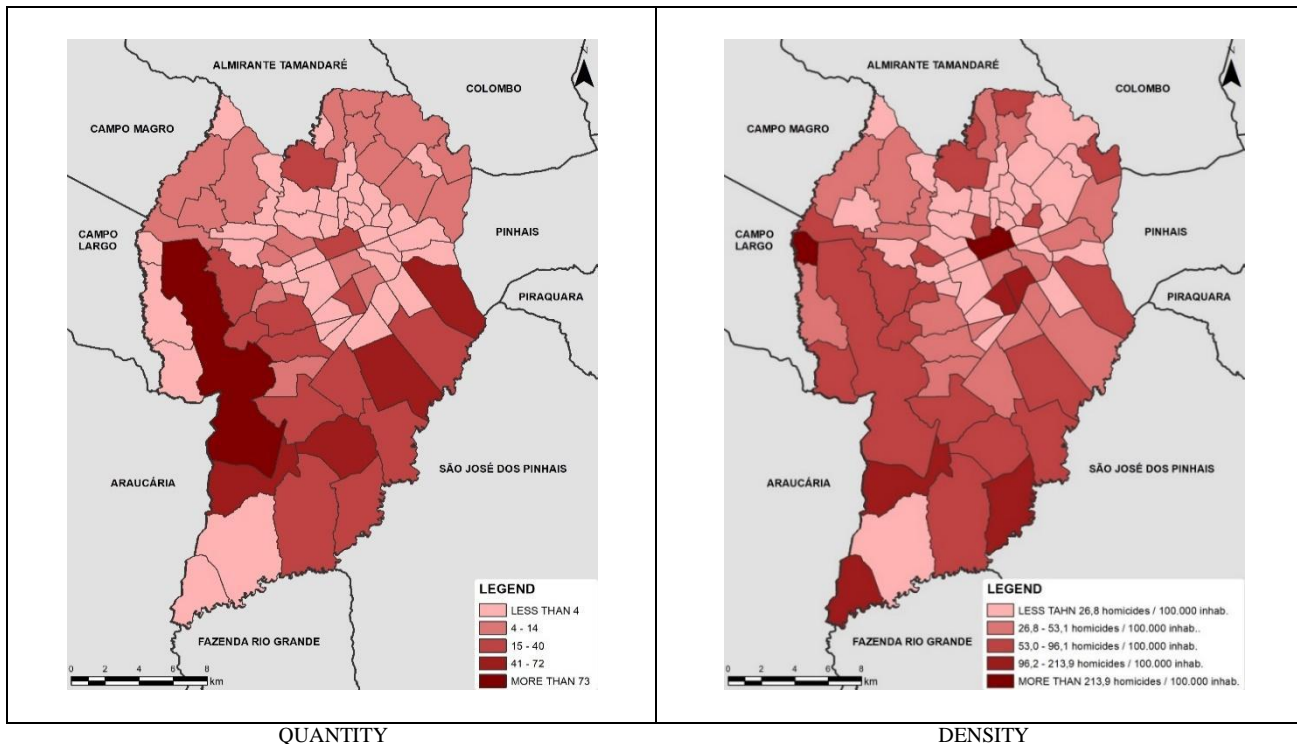 ALMIRANTE TAMANDARÉ
COLOMBO
CAMPO MAGRO
CAMPO
LARGO
PINHAIS
PIRAQUARA
SÃO JOSÉ DOS PINHAIS
ARAUCÁRIA
FAZENDA RIO GRANDE
N
LEGEND
LESS THAN 4
4 - 14
15 - 40
41 - 72
MORE THAN 73
0 2 4 6 8
km
QUANTITY
ALMIRANTE TAMANDARÉ
COLOMBO
CAMPO MAGRO
CAMPO
LARGO
PINHAIS
PIRAQUARA
SÃO JOSÉ DOS PINHAIS
ARAUCÁRIA
FAZENDA RIO GRANDE
N
LEGEND
LESS TAHN 26,8 homicides / 100.000 inhab.
26,8 - 53,1 homicides / 100.000 inhab..
53,0 - 96,1 homicides / 100.000 inhab.
96,2 - 213,9 homicides / 100.000 inhab.
MORE THAN 213,9 homicides / 100.000 inhab.
0 2 4 6 8
km
DENSITY